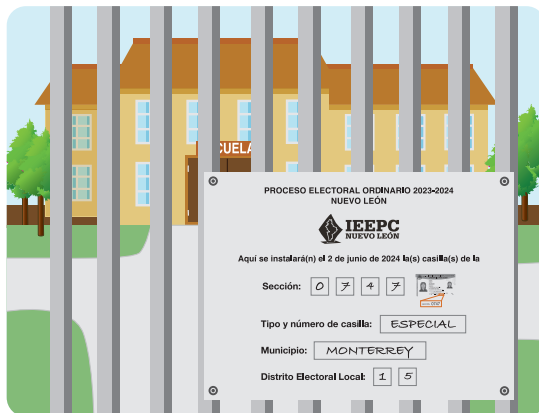 CUELA
PROCESO ELECTORAL ORDINARIO 2023-2024
NUEVO LEÓN
IEEPC
NUEVO LEÓN
Aquí se instalará(n) el 2 de junio de 2024 la(s) casilla(s) de la
Sección: 0 7 4 7
Tipo y número de casilla: ESPECIAL
Municipio: MONTERREY
Distrito Electoral Local: 1 5